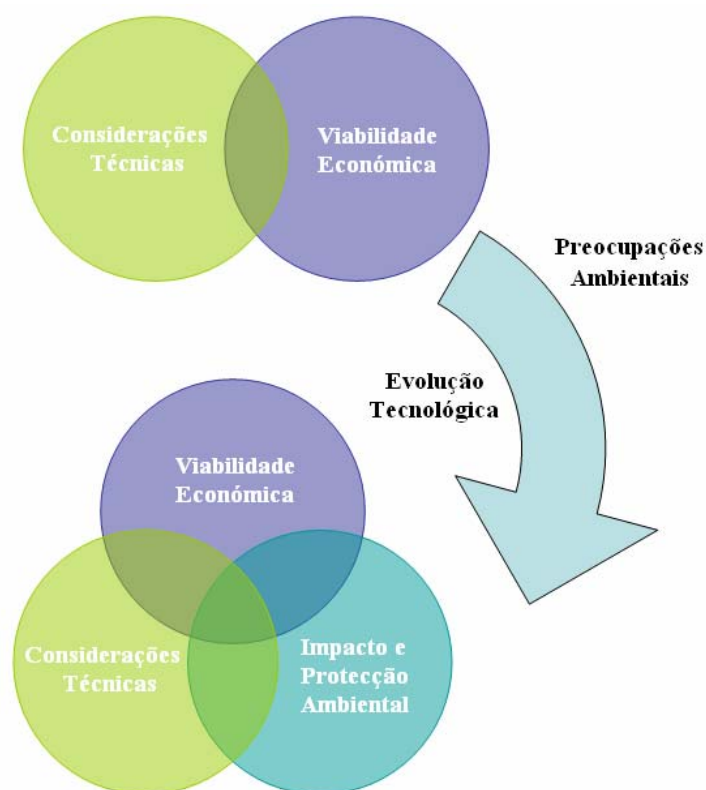 Considerações
Técnicas
Viabilidade
Económica
Preocupações
Ambientais
Evolução
Tecnológica
Viabilidade
Económica
Considerações
Técnicas
Impacto e
Protecção
Ambiental